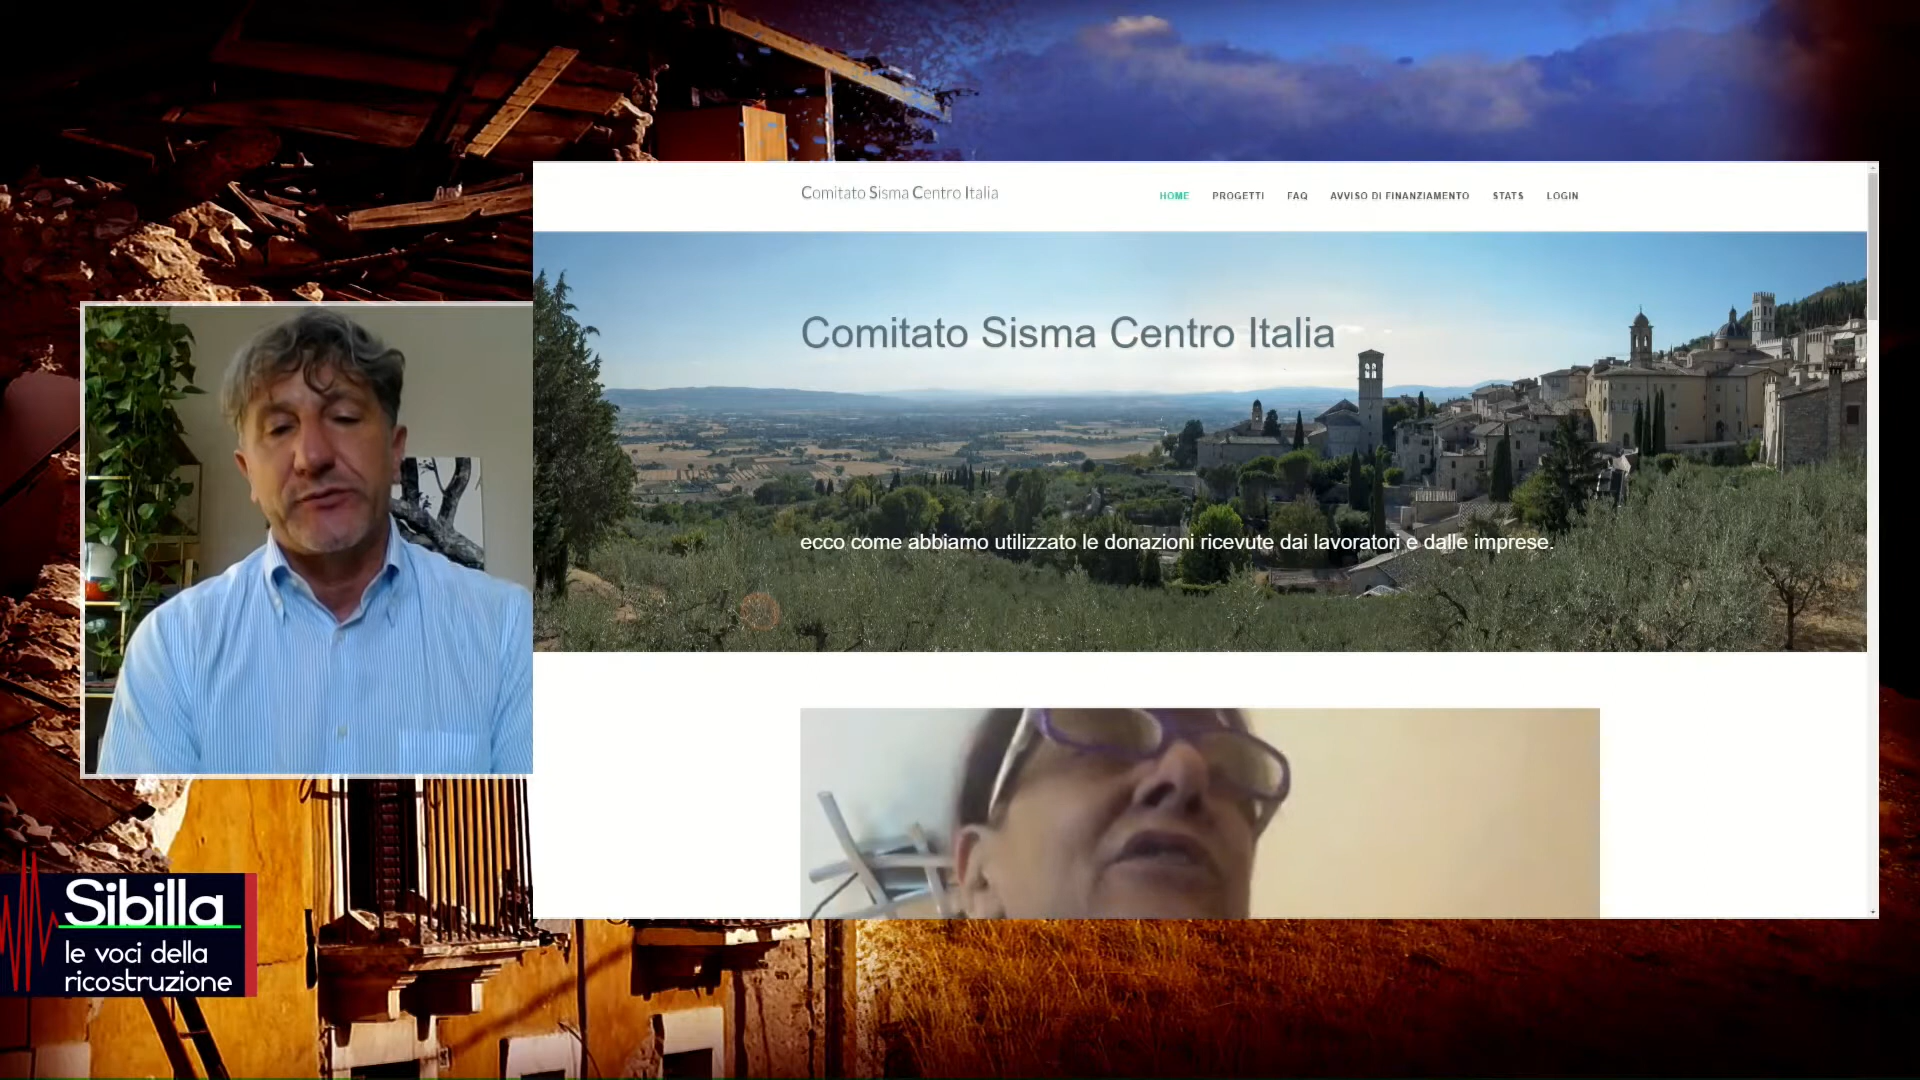 Comitato Sisma Centro Italia
HOME PROGETTI FAQ AVVISO DI FINANZIAMENTO STATS LOGIN
Comitato Sisma Centro Italia
ecco come abbiamo utilizzato le donazioni ricevute dai lavoratori e dalle imprese.
Sibilla
le voci della
ricostruzione